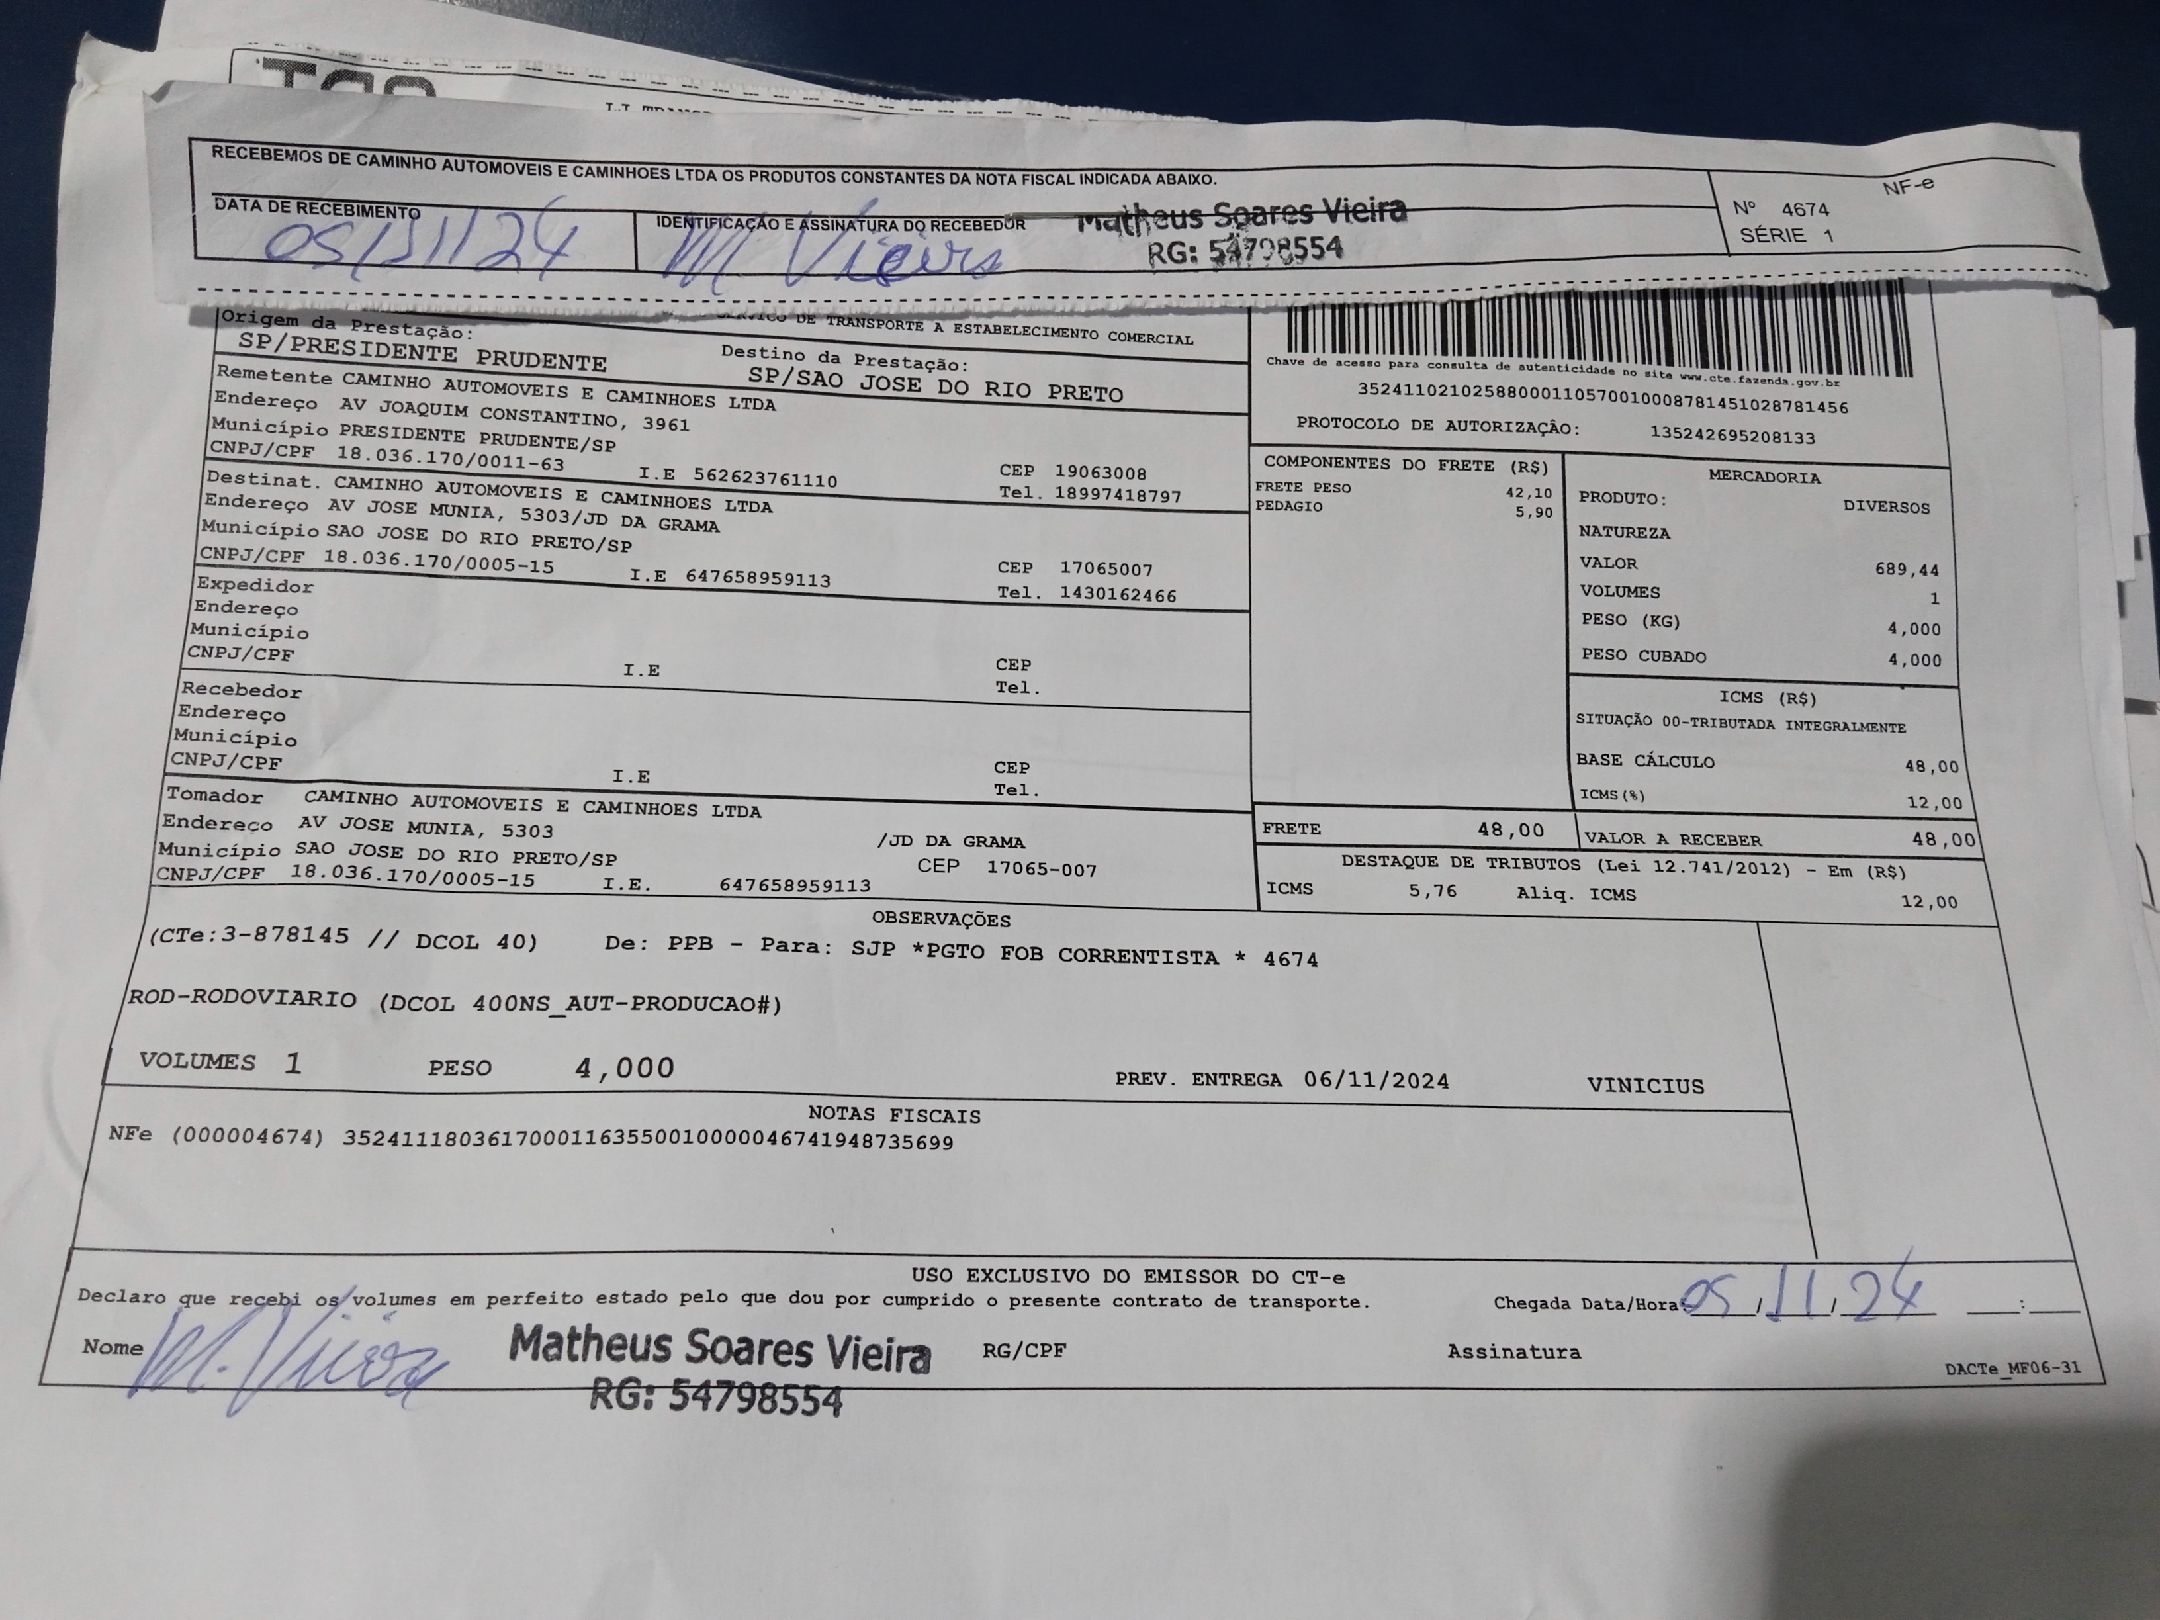 RECEBEMOS DE CAMINHO AUTOMOVEIS E CAMINHOES LTDA OS PRODUTOS CONSTANTES DA NOTA FISCAL INDICADA ABAIXO.
NF-e
Nº 4674
SÉRIE 1
DATA DE RECEBIMENTO
05/11/24
IDENTIFICAÇÃO E ASSINATURA DO RECEBEDOR
M Vieira
Matheus Soares Vieira
RG: 54798554
DE TRANSPORTE A ESTABELECIMENTO COMERCIAL
Origem da Prestação:
SP/PRESIDENTE PRUDENTE
Destino da Prestação:
SP/SAO JOSE DO RIO PRETO
Chave de acesso para consulta de autenticidade no site www.cte.fazenda.gov.br
35241102102588000110570010008781451028781456
PROTOCOLO DE AUTORIZAÇÃO: 135242695208133
Remetente CAMINHO AUTOMOVEIS E CAMINHOES LTDA
Endereço AV JOAQUIM CONSTANTINO, 3961
Município PRESIDENTE PRUDENTE/SP CEP 19063008
CNPJ/CPF 18.036.170/0011-63 I.E 562623761110 Tel. 18997418797
Destinat. CAMINHO AUTOMOVEIS E CAMINHOES LTDA
Endereço AV JOSE MUNIA, 5303/JD DA GRAMA
Município SAO JOSE DO RIO PRETO/SP CEP 17065007
CNPJ/CPF 18.036.170/0005-15 I.E 647658959113 Tel. 1430162466
Expedidor
Endereço
Município CEP
CNPJ/CPF I.E Tel.
Recebedor
Endereço
Município CEP
CNPJ/CPF I.E Tel.
Tomador CAMINHO AUTOMOVEIS E CAMINHOES LTDA
Endereço AV JOSE MUNIA, 5303 /JD DA GRAMA
Município SAO JOSE DO RIO PRETO/SP CEP 17065-007
CNPJ/CPF 18.036.170/0005-15 I.E. 647658959113
COMPONENTES DO FRETE (R$)
FRETE PESO 42,10
PEDAGIO 5,90
MERCADORIA
PRODUTO: DIVERSOS
NATUREZA
VALOR 689,44
VOLUMES 1
PESO (KG) 4,000
PESO CUBADO 4,000
ICMS (R$)
SITUAÇÃO 00-TRIBUTADA INTEGRALMENTE
BASE CÁLCULO 48,00
ICMS(%) 12,00
FRETE 48,00 VALOR A RECEBER 48,00
DESTAQUE DE TRIBUTOS (Lei 12.741/2012) - Em (R$)
ICMS 5,76 Aliq. ICMS 12,00
OBSERVAÇÕES
(CTe:3-878145 // DCOL 40) De: PPB - Para: SJP *PGTO FOB CORRENTISTA * 4674
ROD-RODOVIARIO (DCOL 400NS_AUT-PRODUCAO#)
VOLUMES 1 PESO 4,000 PREV. ENTREGA 06/11/2024 VINICIUS
NOTAS FISCAIS
NFe (000004674) 35241118036170001163550010000046741948735699
USO EXCLUSIVO DO EMISSOR DO CT-e
Declaro que recebi os volumes em perfeito estado pelo que dou por cumprido o presente contrato de transporte. Chegada Data/Hora 05/11/24 :
Nome M. Vieira Matheus Soares Vieira RG/CPF Assinatura
RG: 54798554
DACTe_MF06-31